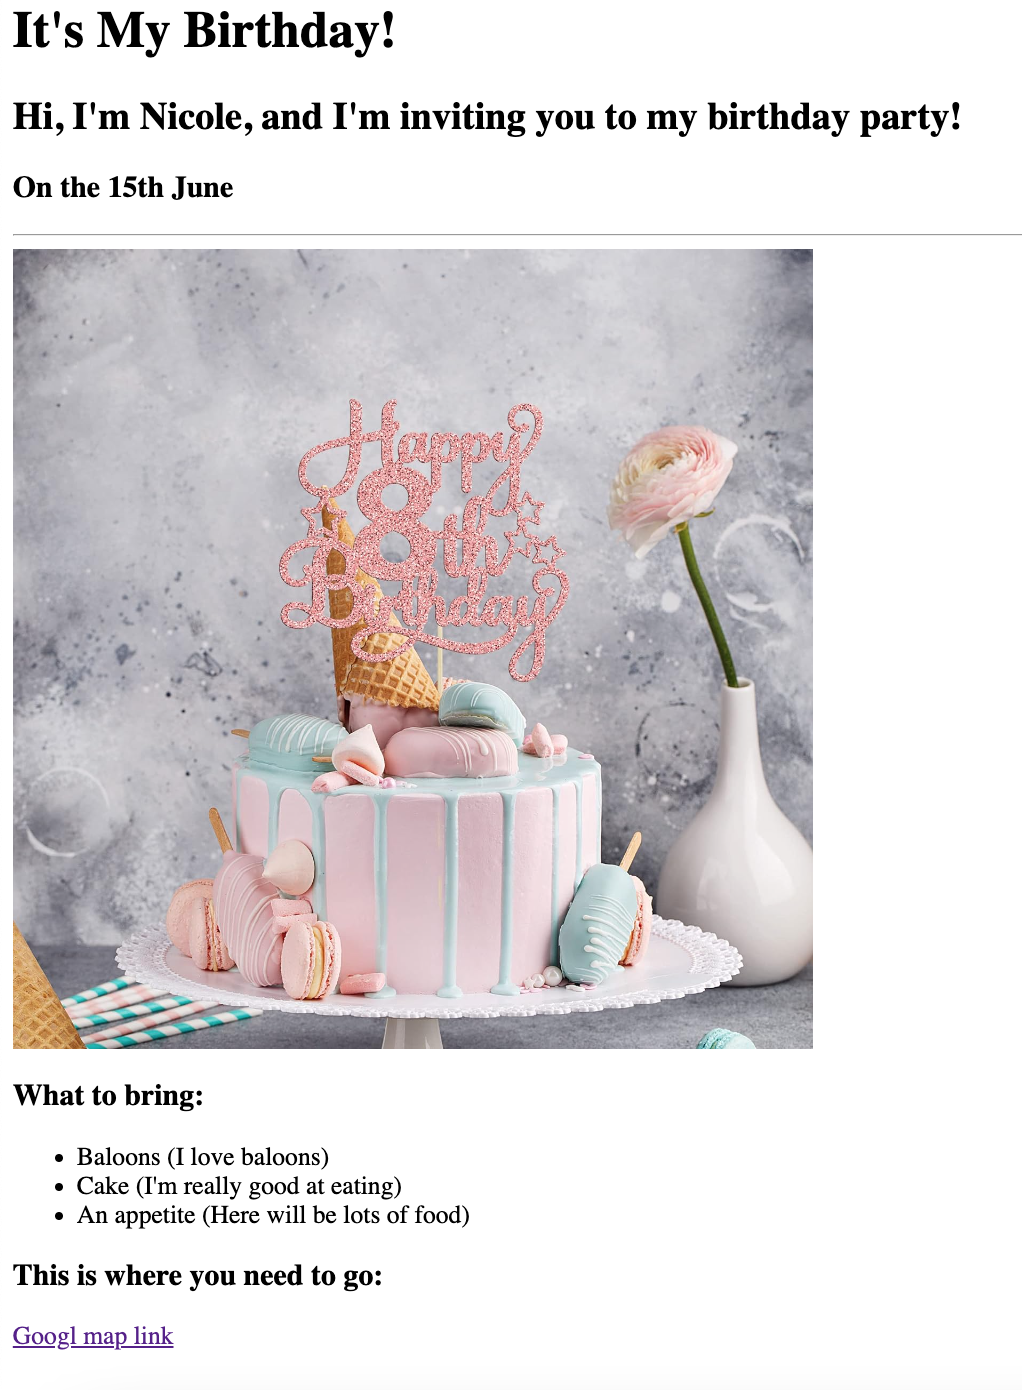 It's My Birthday!
Hi, I'm Nicole, and I'm inviting you to my birthday party!
On the 15th June
Happy
8th
Birthday
What to bring:
Baloons (I love baloons)
Cake (I'm really good at eating)
An appetite (Here will be lots of food)
This is where you need to go:
Googl map link